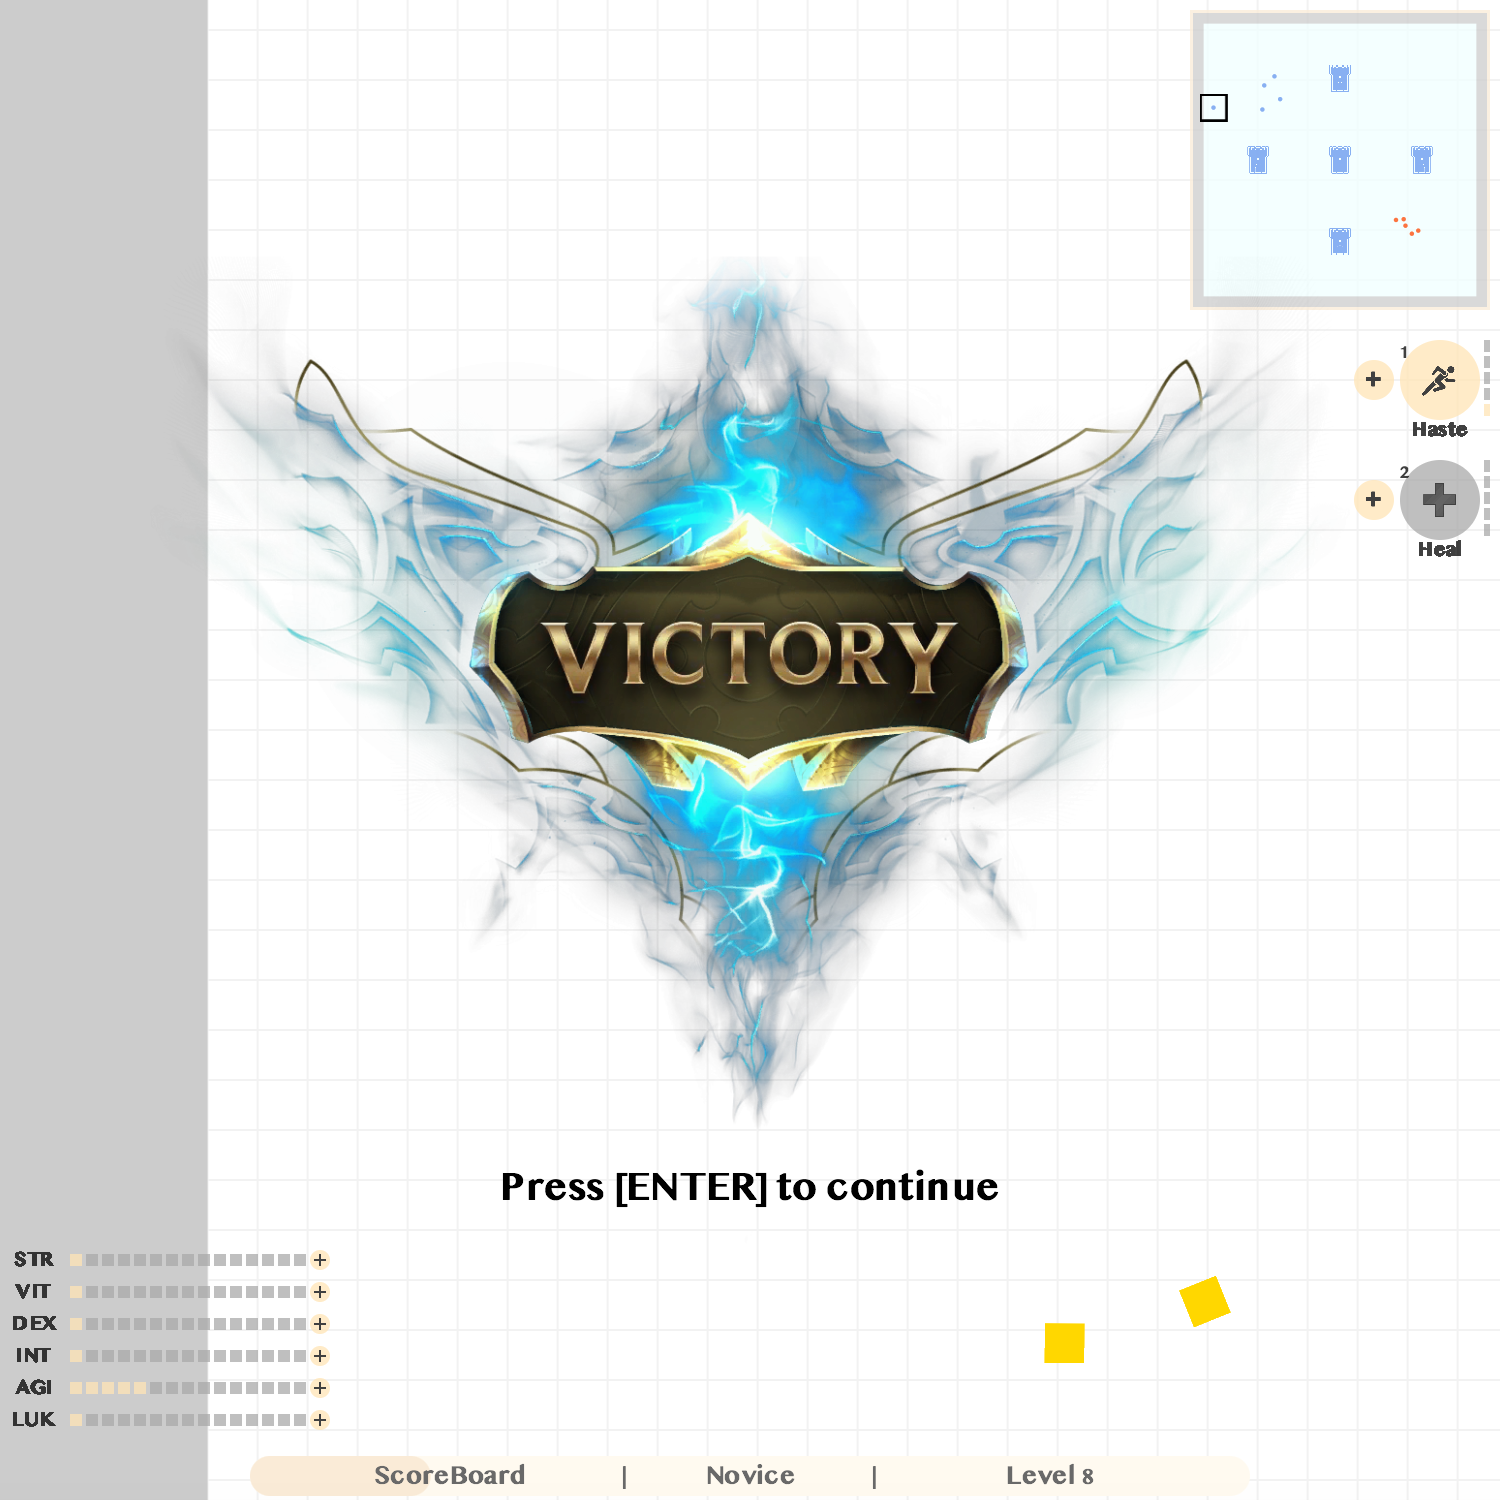 1
Haste
2
Heal
VICTORY
Press [ENTER] to continue
STR
VIT
DEX
INT
AGI
LUK
ScoreBoard | Novice | Level 8